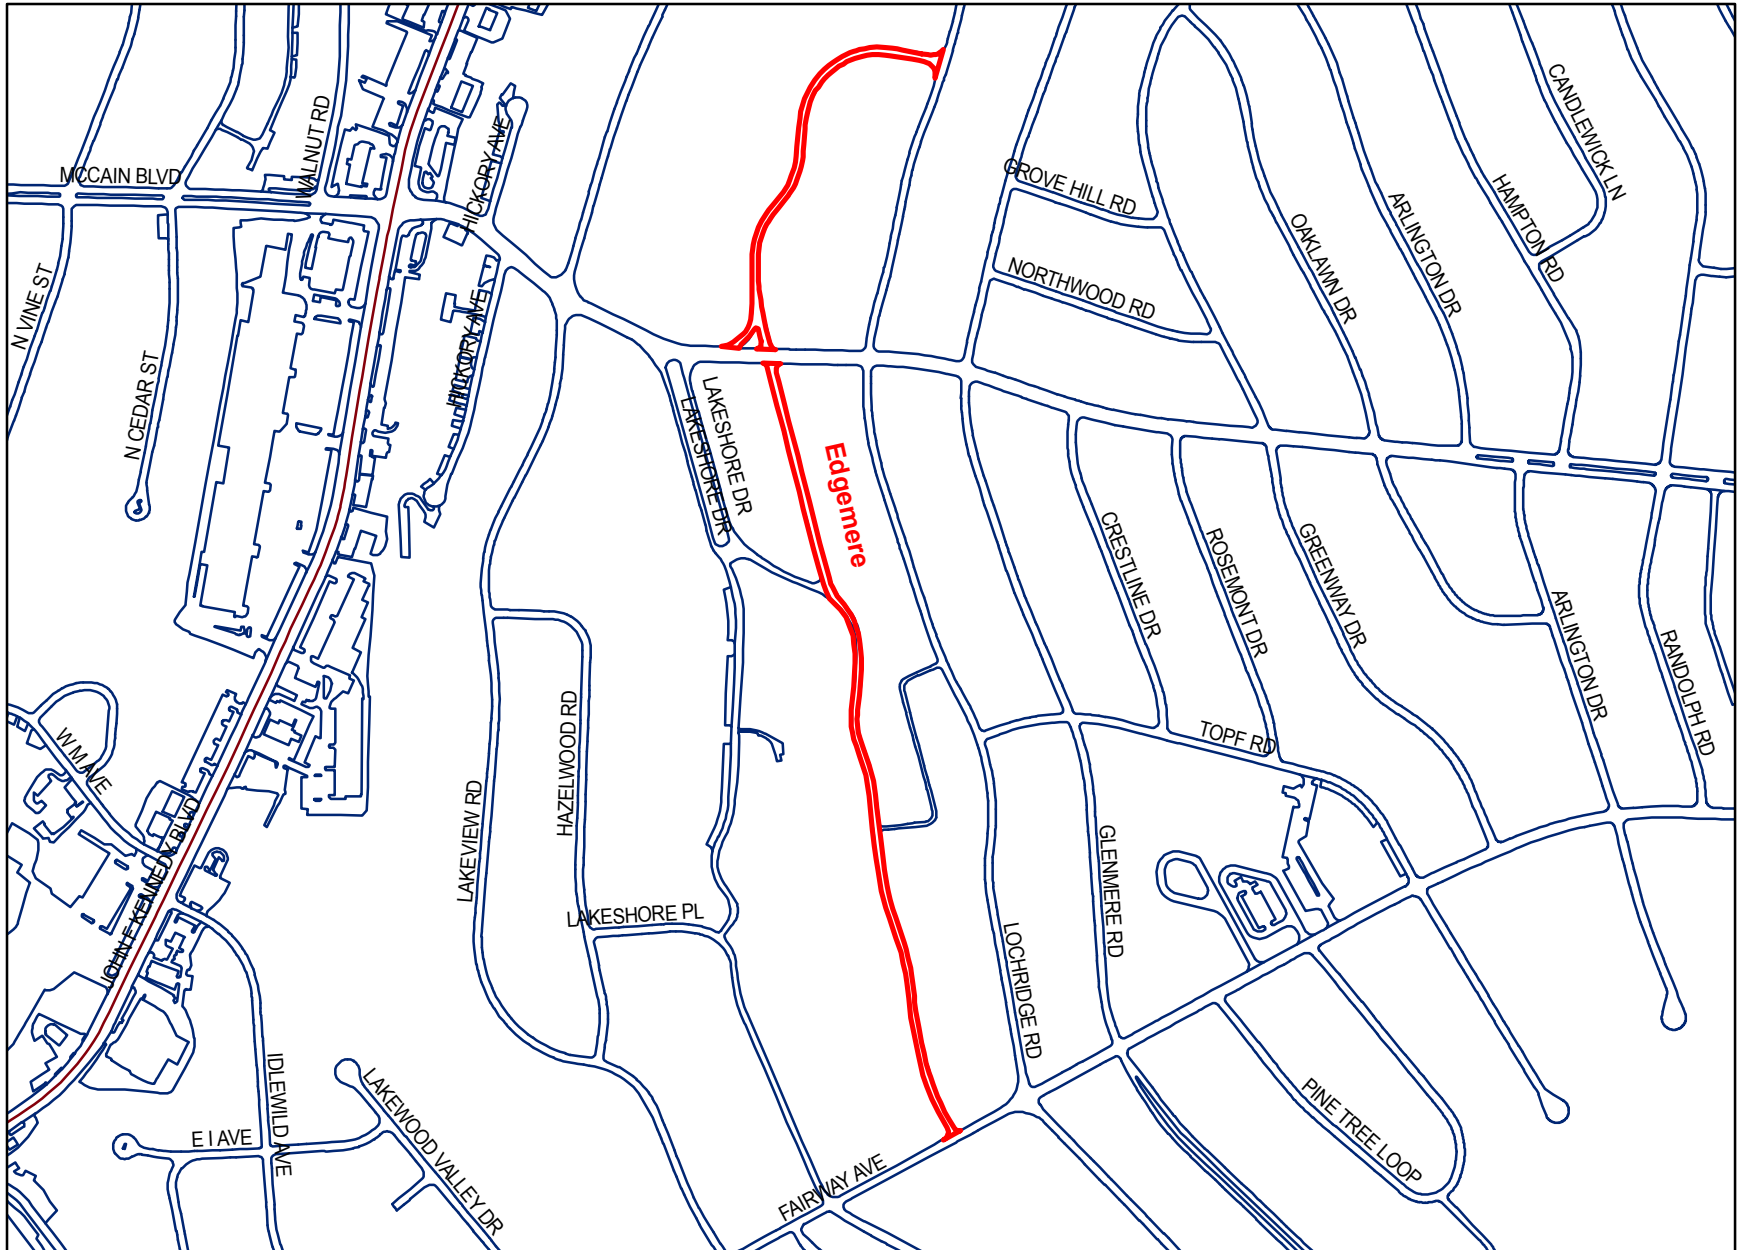 CANDLEWICK LN
WALNUT RD
HICKORY AVE
MCCAIN BLVD
GROVE HILL RD
HAMPTON RD
ARLINGTON DR
OAKLAWN DR
N VINE ST
NORTHWOOD RD
HICKORY AVE
HICKORY AVE
N CEDAR ST
LAKESHORE DR
LAKESHORE DR
Edgemere
CRESTLINE DR
ROSEMONT DR
GREENWAY DR
ARLINGTON DR
RANDOLPH RD
HAZELWOOD RD
TOPF RD
W M AVE
LAKEVIEW RD
JOHN F KENNEDY BLVD
GLENMERE RD
LAKESHORE PL
LOCHRIDGE RD
IDLEWILD AVE
LAKEWOOD VALLEY DR
PINE TREE LOOP
E I AVE
FAIRWAY AVE